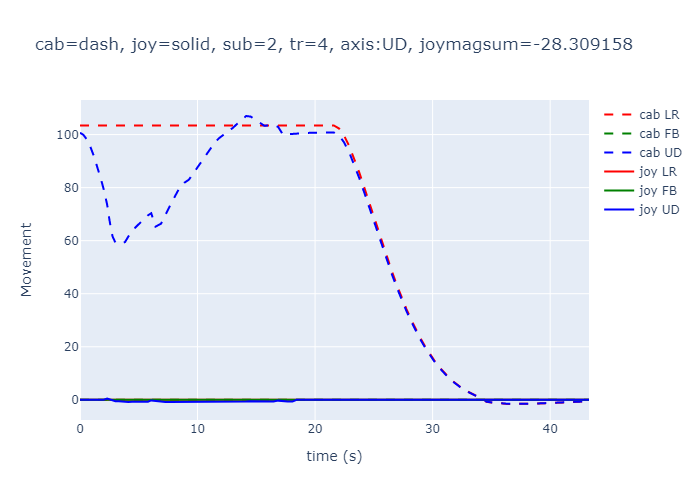 cab=dash, joy=solid, sub=2, tr=4, axis:UD, joymagsum=-28.309158
cab LR
cab FB
cab UD
joy LR
joy FB
joy UD
Movement
100
80
60
40
20
0
0 10 20 30 40
time (s)